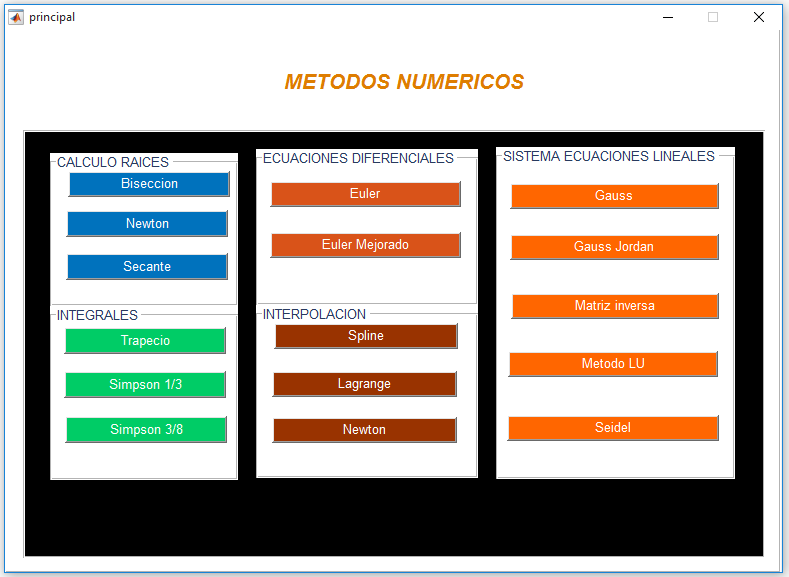 principal
METODOS NUMERICOS
CALCULO RAICES
Biseccion
Newton
Secante
INTEGRALES
Trapecio
Simpson 1/3
Simpson 3/8
ECUACIONES DIFERENCIALES
Euler
Euler Mejorado
INTERPOLACION
Spline
Lagrange
Newton
SISTEMA ECUACIONES LINEALES
Gauss
Gauss Jordan
Matriz inversa
Metodo LU
Seidel